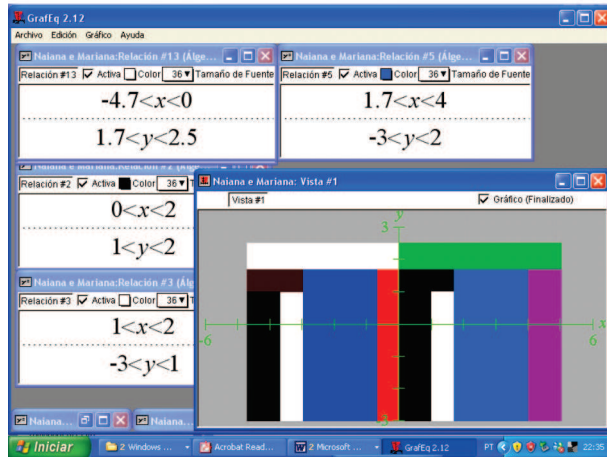 GrafEq 2.12
Archivo Edición Gráfico Ayuda
Naiana e Mariana:Relación #13 (Álge...
Relación #13 Activa Color 36 Tamaño de Fuente
-4.7<x<0
1.7<y<2.5
Naiana e Mariana:Relación #5 (Álge...
Relación #5 Activa Color 36 Tamaño de Fuente
1.7<x<4
-3<y<2
Relación #2 Activa Color 36
0<x<2
1<y<2
Naiana e Mariana:Relación #3 (Álge...
Relación #3 Activa Color 36
1<x<2
-3<y<1
Naiana e Mariana: Vista #1
Vista #1 Gráfico (Finalizado)
y
3
-6
6
x
-3
Naiana...
Naiana...
Iniciar 2 Windows ... Acrobat Read... 2 Microsoft ... GrafEq 2.12 PT 22:35